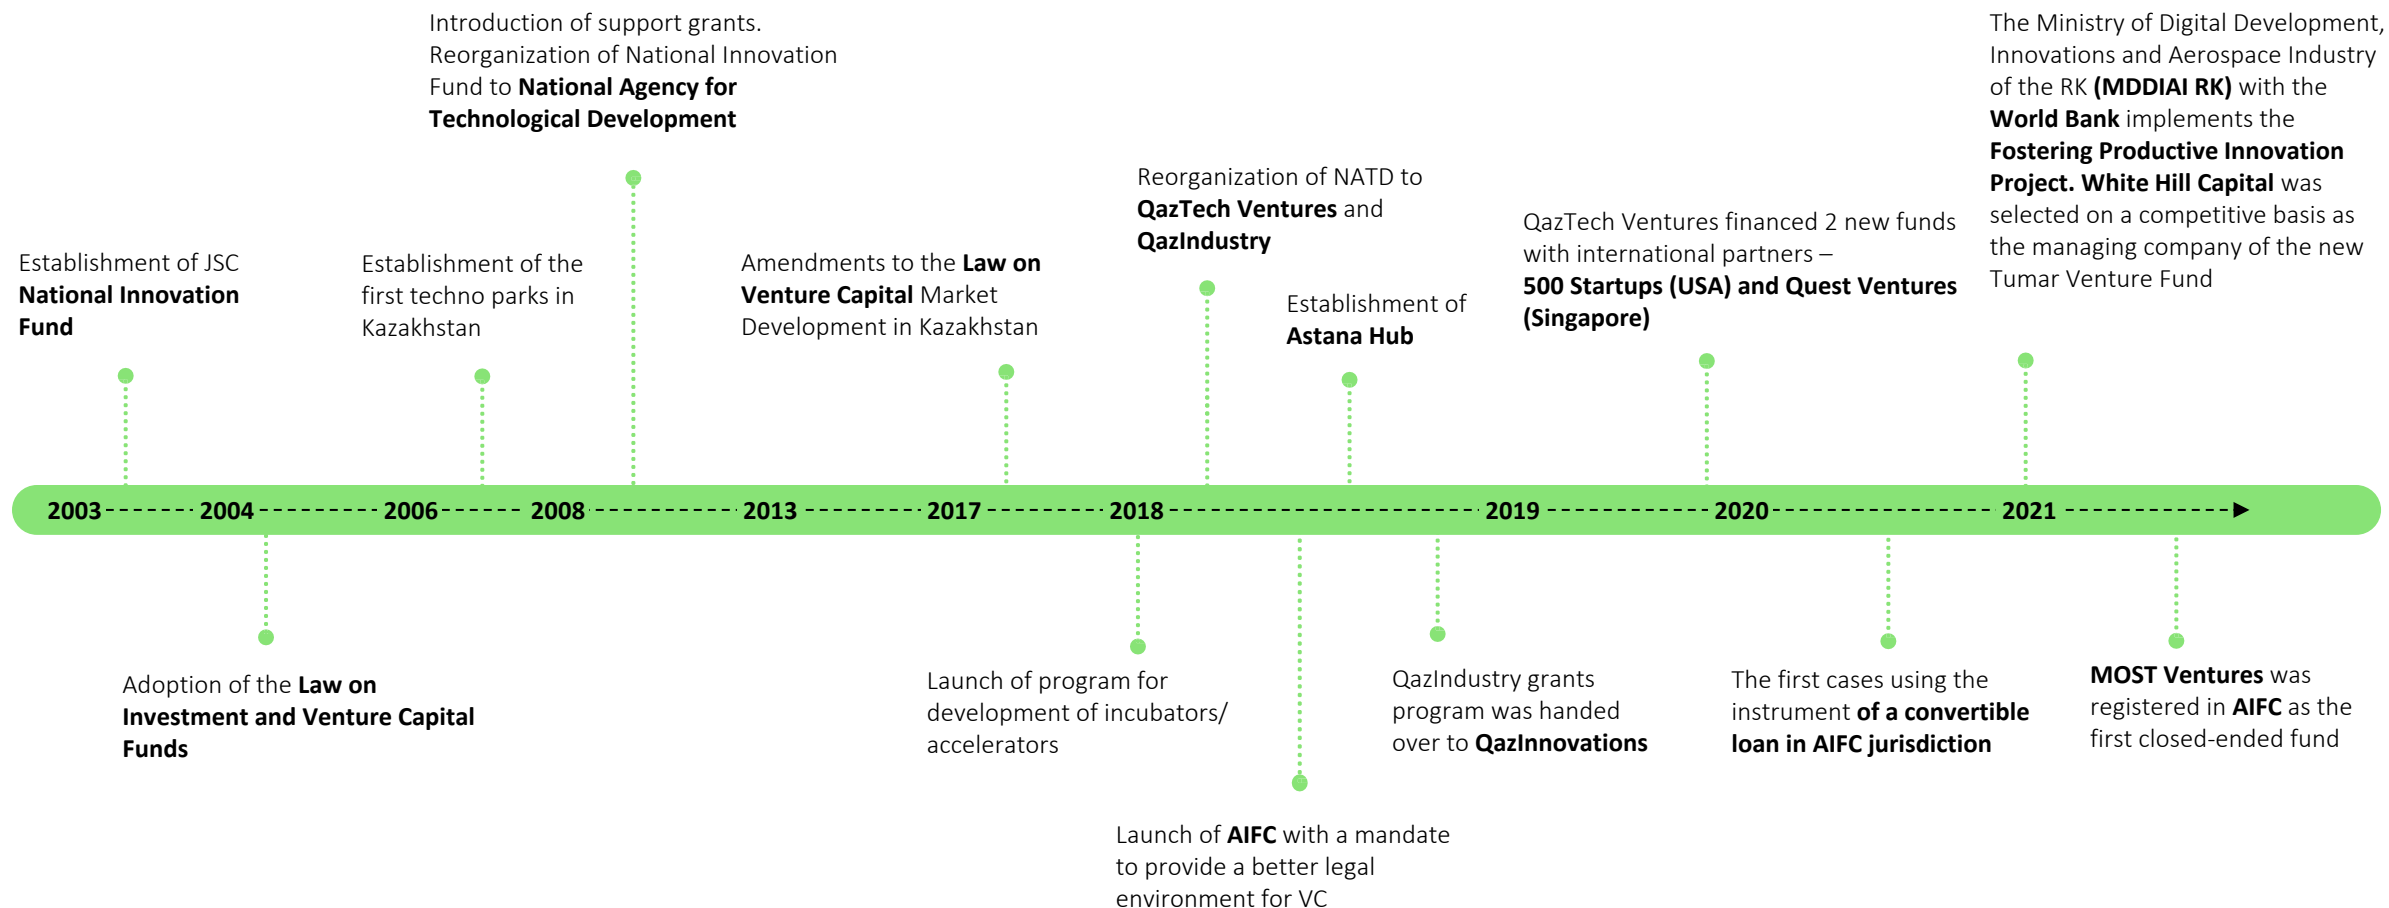 Introduction of support grants.
Reorganization of National Innovation
Fund to National Agency for
Technological Development
The Ministry of Digital Development,
Innovations and Aerospace Industry
of the RK (MDDIAI RK) with the
World Bank implements the
Fostering Productive Innovation
Project. White Hill Capital was
selected on a competitive basis as
the managing company of the new
Tumar Venture Fund
Reorganization of NATD to
QazTech Ventures and
QazIndustry
QazTech Ventures financed 2 new funds
with international partners –
500 Startups (USA) and Quest Ventures
(Singapore)
Establishment of JSC
National Innovation
Fund
Establishment of the
first techno parks in
Kazakhstan
Amendments to the Law on
Venture Capital Market
Development in Kazakhstan
Establishment of
Astana Hub
2003 2004 2006 2008 2013 2017 2018 2019 2020 2021
Adoption of the Law on
Investment and Venture Capital
Funds
Launch of program for
development of incubators/
accelerators
QazIndustry grants
program was handed
over to QazInnovations
The first cases using the
instrument of a convertible
loan in AIFC jurisdiction
MOST Ventures was
registered in AIFC as the
first closed-ended fund
Launch of AIFC with a mandate
to provide a better legal
environment for VC